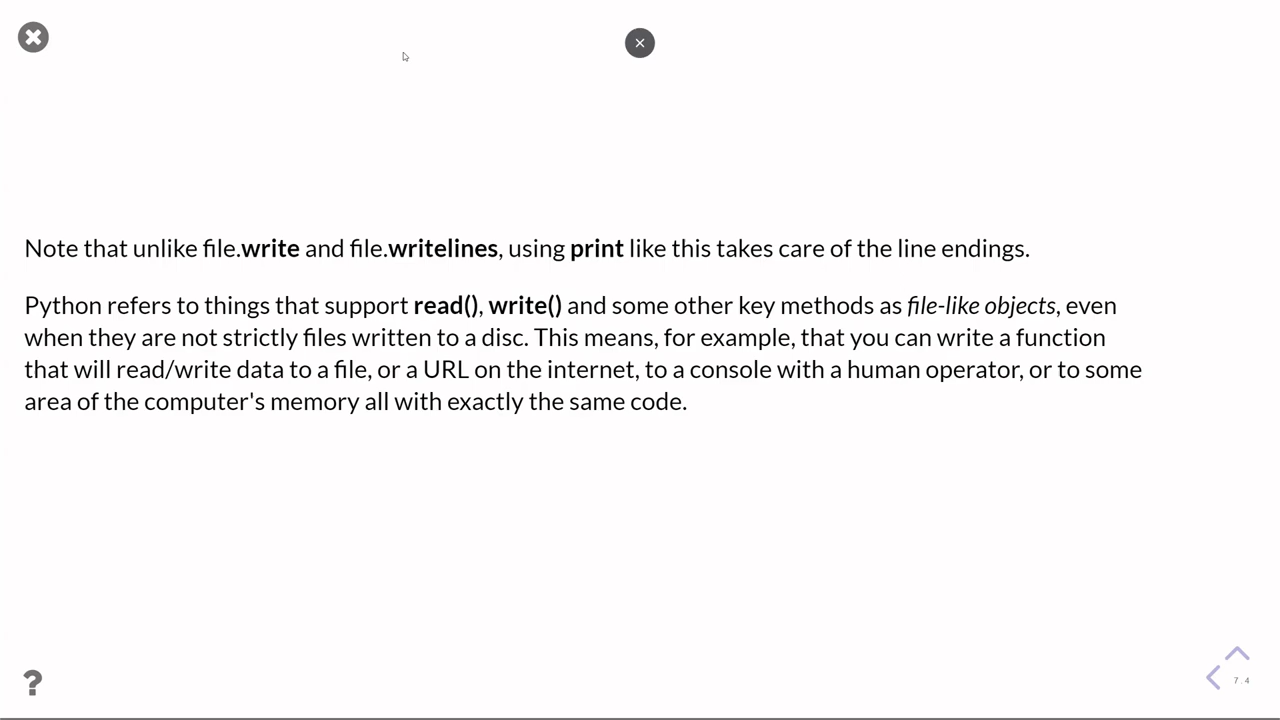 Note that unlike file.write and file.writelines, using print like this takes care of the line endings.
Python refers to things that support read(), write() and some other key methods as file-like objects, even
when they are not strictly files written to a disc. This means, for example, that you can write a function
that will read/write data to a file, or a URL on the internet, to a console with a human operator, or to some
area of the computer's memory all with exactly the same code.
?
7.4